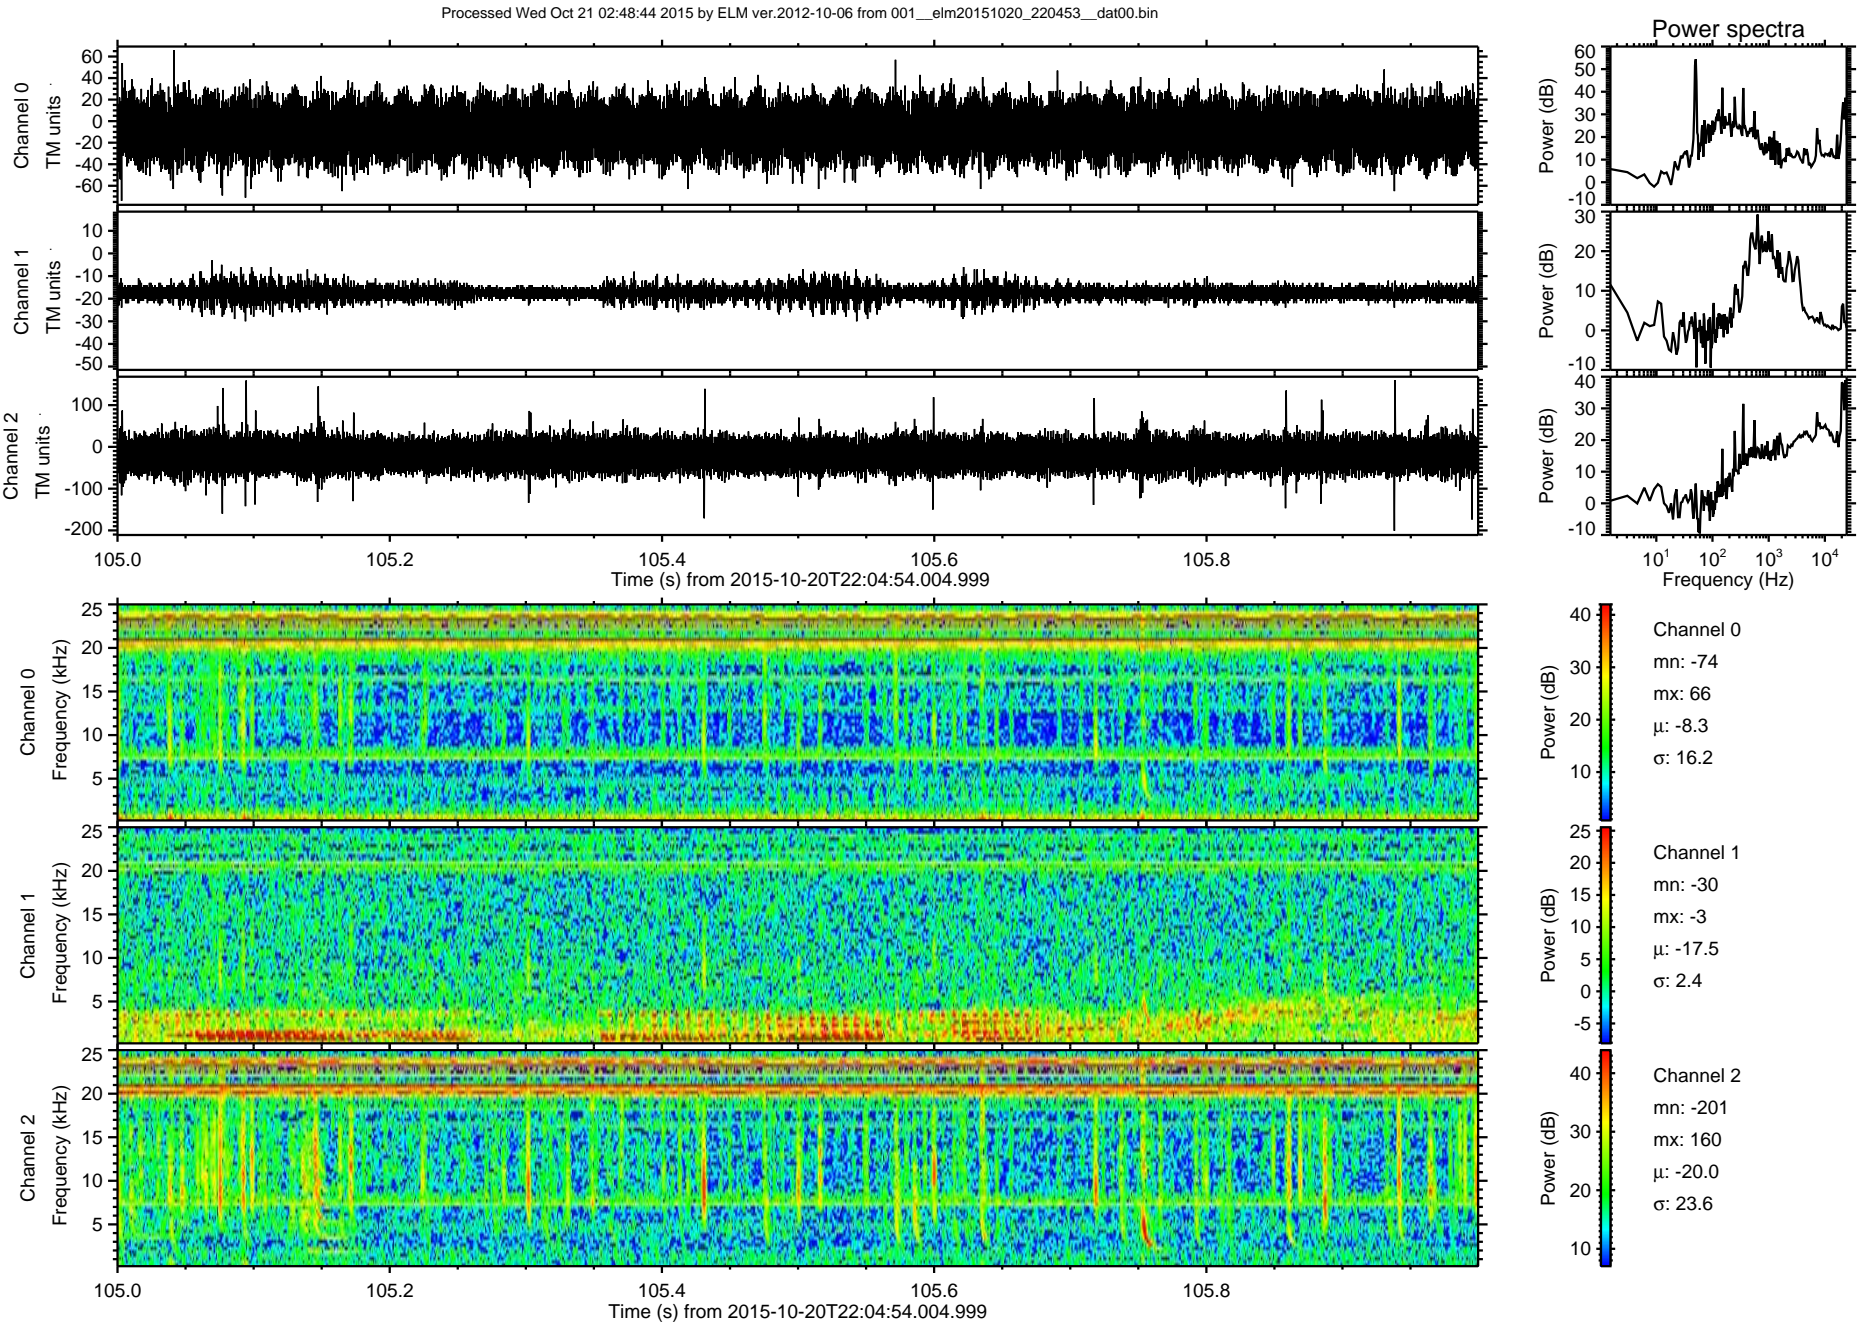 Processed Wed Oct 21 02:48:44 2015 by ELM ver.2012-10-06 from 001__elm20151020_220453__dat00.bin
Power spectra
Channel 0
TM units
60
40
20
0
-20
-40
-60
Power (dB)
60
50
40
30
20
10
0
-10
Channel 1
TM units
10
0
-10
-20
-30
-40
-50
Power (dB)
30
20
10
0
-10
Channel 2
TM units
100
0
-100
-200
Power (dB)
40
30
20
10
0
-10
105.0 105.2 105.4 105.6 105.8
Time (s) from 2015-10-20T22:04:54.004.999
10¹ 10² 10³ 10⁴
Frequency (Hz)
Channel 0
Frequency (kHz)
25
20
15
10
5
Power (dB)
40
30
20
10
Channel 0
mn: -74
mx: 66
μ: -8.3
σ: 16.2
Channel 1
Frequency (kHz)
25
20
15
10
5
Power (dB)
25
20
15
10
5
0
-5
Channel 1
mn: -30
mx: -3
μ: -17.5
σ: 2.4
Channel 2
Frequency (kHz)
25
20
15
10
5
Power (dB)
40
30
20
10
Channel 2
mn: -201
mx: 160
μ: -20.0
σ: 23.6
105.0 105.2 105.4 105.6 105.8
Time (s) from 2015-10-20T22:04:54.004.999